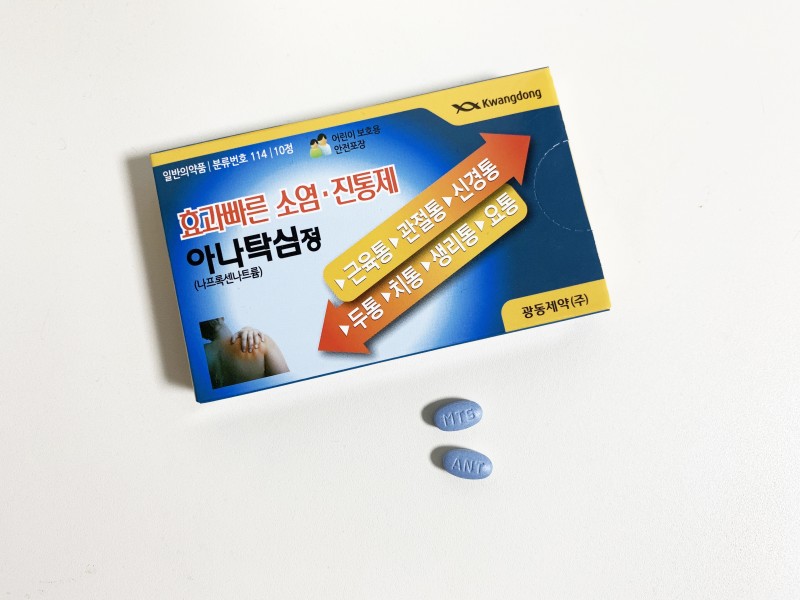 Kwangdong
어린이 보호용
안전포장
일반의약품 | 분류번호 114 | 10정
효과빠른 소염·진통제
아나탁심정
(나프록센나트륨)
▶근육통▶관절통▶신경통
▶두통▶치통▶생리통▶요통
광동제약(주)
MTS
ANT